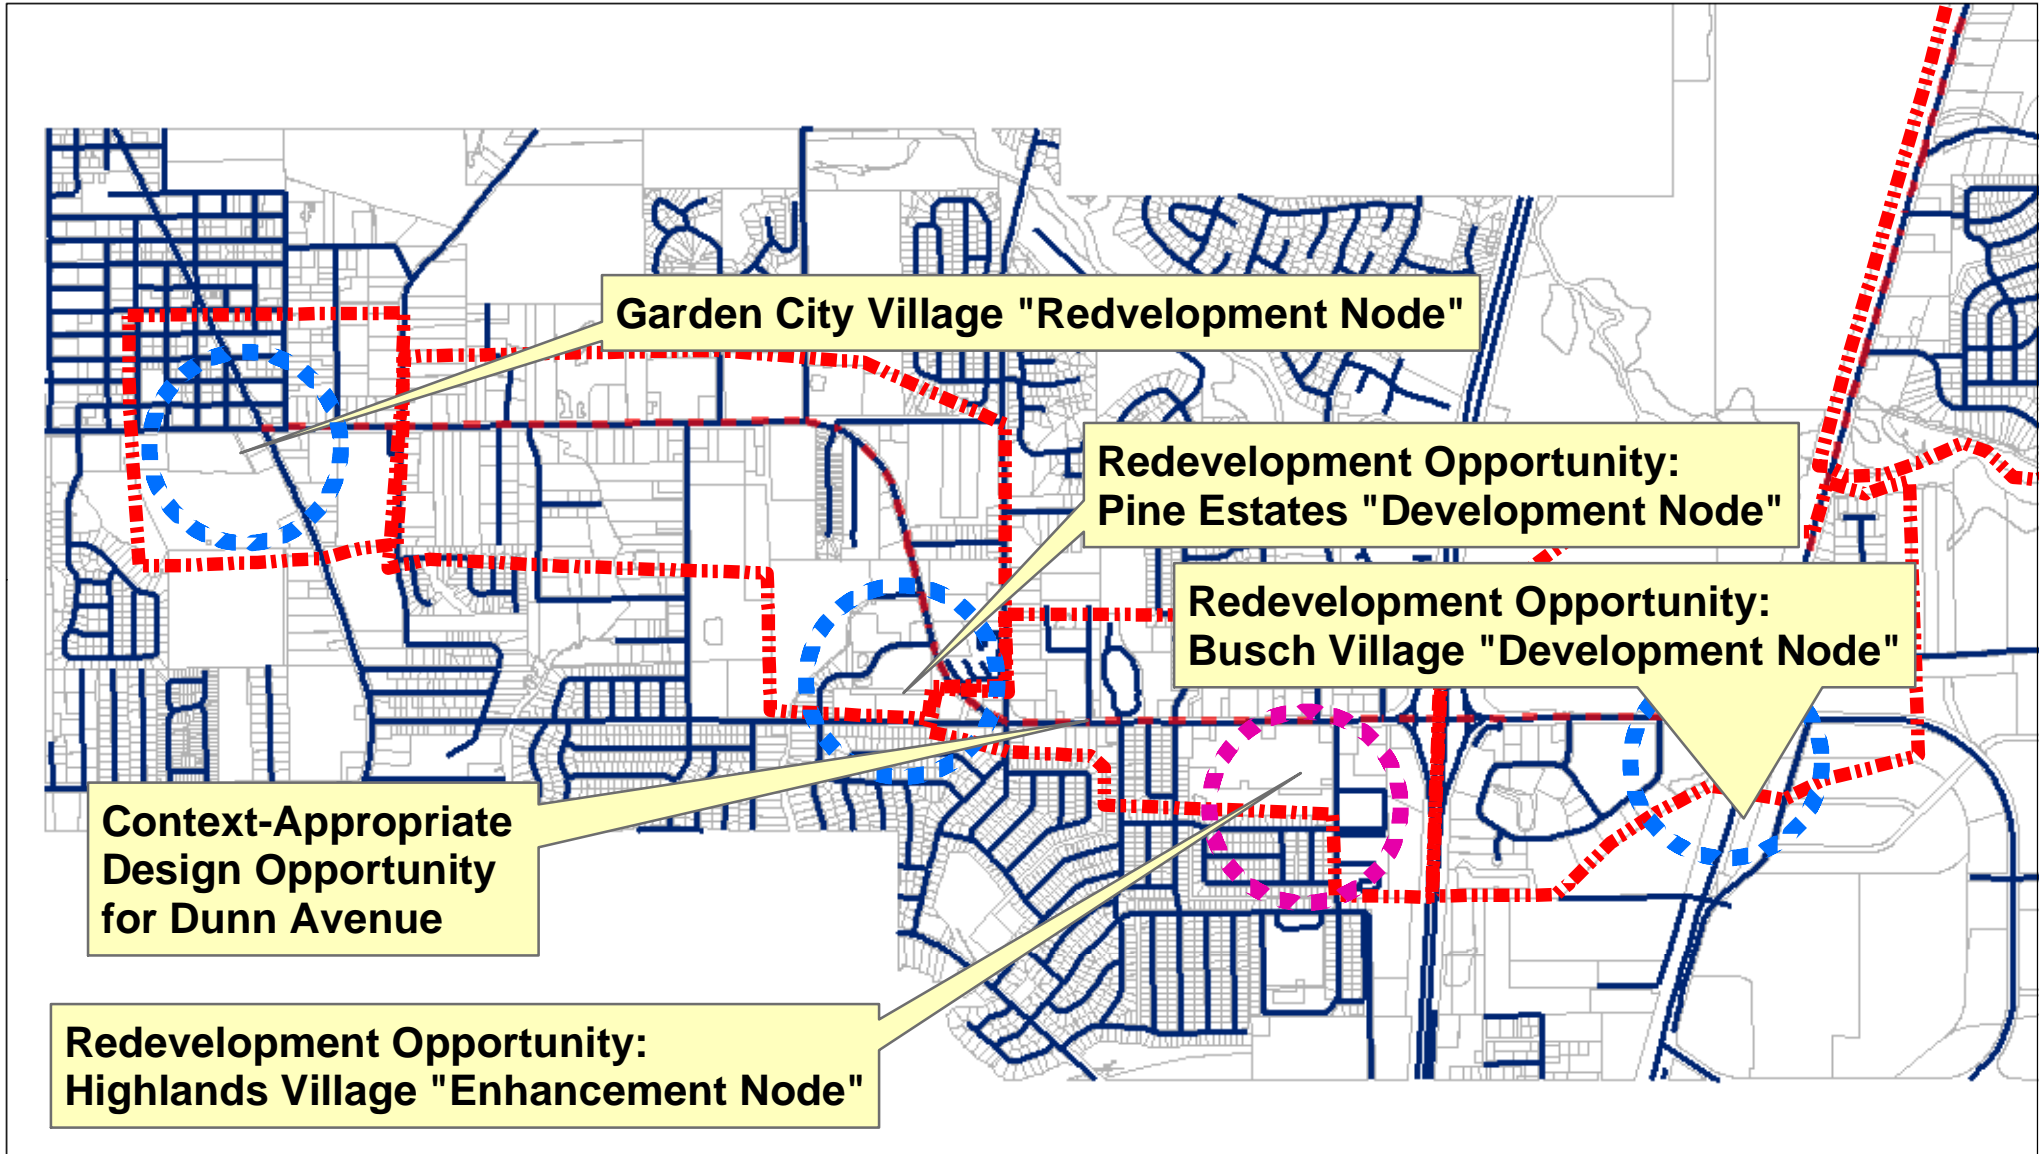 Garden City Village "Redvelopment Node"
Redevelopment Opportunity:
Pine Estates "Development Node"
Redevelopment Opportunity:
Busch Village "Development Node"
Context-Appropriate
Design Opportunity
for Dunn Avenue
Redevelopment Opportunity:
Highlands Village "Enhancement Node"